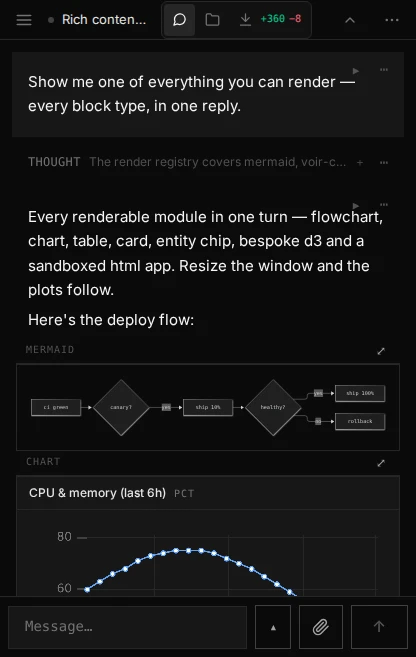 Rich conten...
+360 −8
Show me one of everything you can render —
every block type, in one reply.
THOUGHT The render registry covers mermaid, voir-c...
Every renderable module in one turn — flowchart,
chart, table, card, entity chip, bespoke d3 and a
sandboxed html app. Resize the window and the
plots follow.
Here's the deploy flow:
MERMAID
ci green
canary?
yes
ship 10%
healthy?
yes
ship 100%
no
rollback
CHART
CPU & memory (last 6h) PCT
80
60
Message…